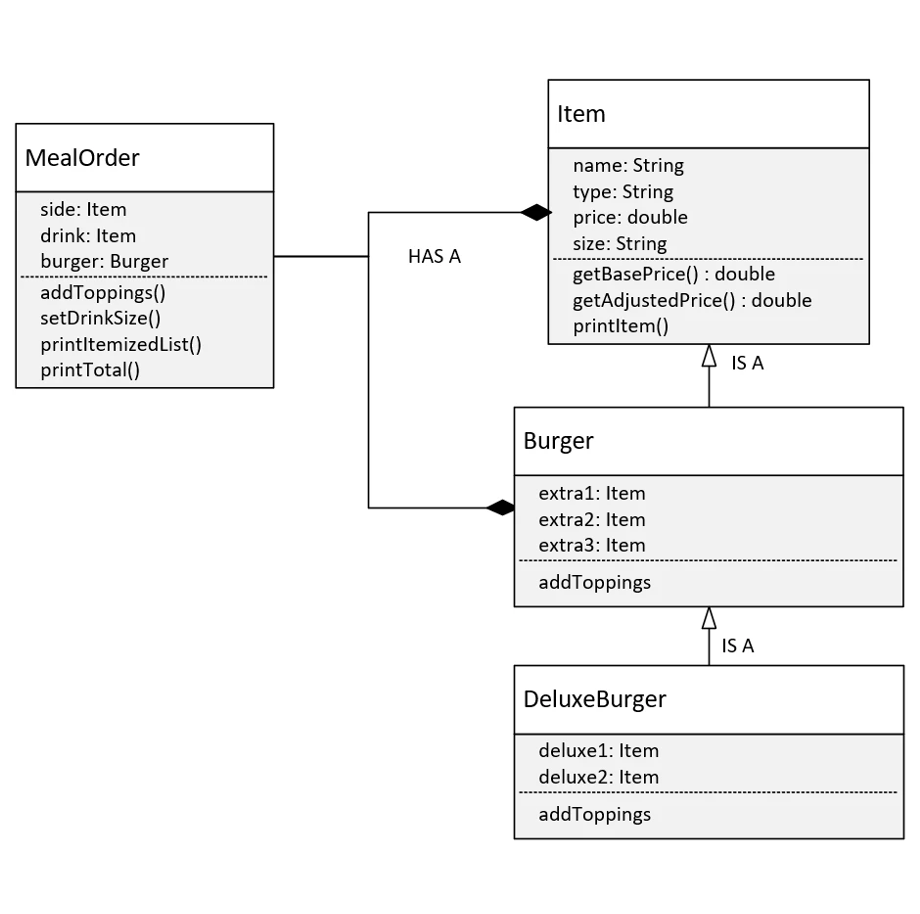 MealOrder
side: Item
drink: Item
burger: Burger
addToppings()
setDrinkSize()
printItemizedList()
printTotal()
HAS A
Item
name: String
type: String
price: double
size: String
getBasePrice() : double
getAdjustedPrice() : double
printItem()
IS A
Burger
extra1: Item
extra2: Item
extra3: Item
addToppings
IS A
DeluxeBurger
deluxe1: Item
deluxe2: Item
addToppings